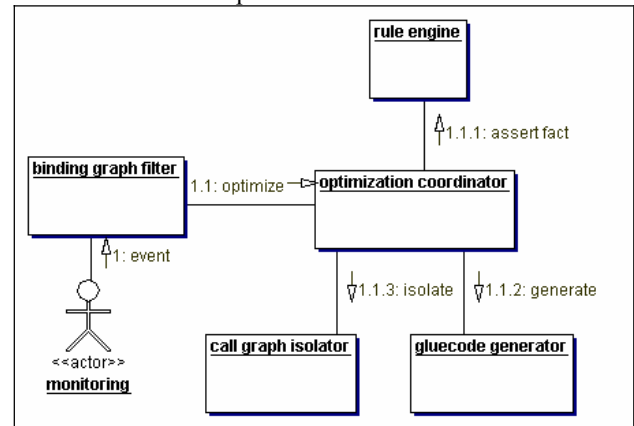 rule engine
1.1.1: assert fact
binding graph filter
1.1: optimize
optimization coordinator
1: event
1.1.3: isolate
1.1.2: generate
<<actor>>
monitoring
call graph isolator
gluecode generator